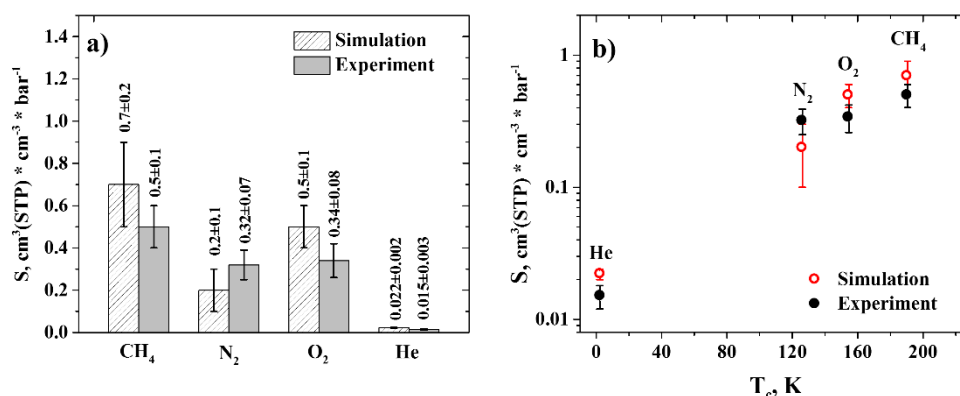 a)
Simulation
Experiment
S, cm³(STP) * cm⁻³ * bar⁻¹
1.4
1.2
1.0
0.8
0.6
0.4
0.2
0.0
0.7±0.2
0.5±0.1
0.2±0.1
0.32±0.07
0.5±0.1
0.34±0.08
0.022±0.002
0.015±0.003
CH₄ N₂ O₂ He
b)
S, cm³(STP) * cm⁻³ * bar⁻¹
1
0.1
0.01
CH₄
O₂
N₂
He
Simulation
Experiment
0 40 80 120 160 200
T_c, K